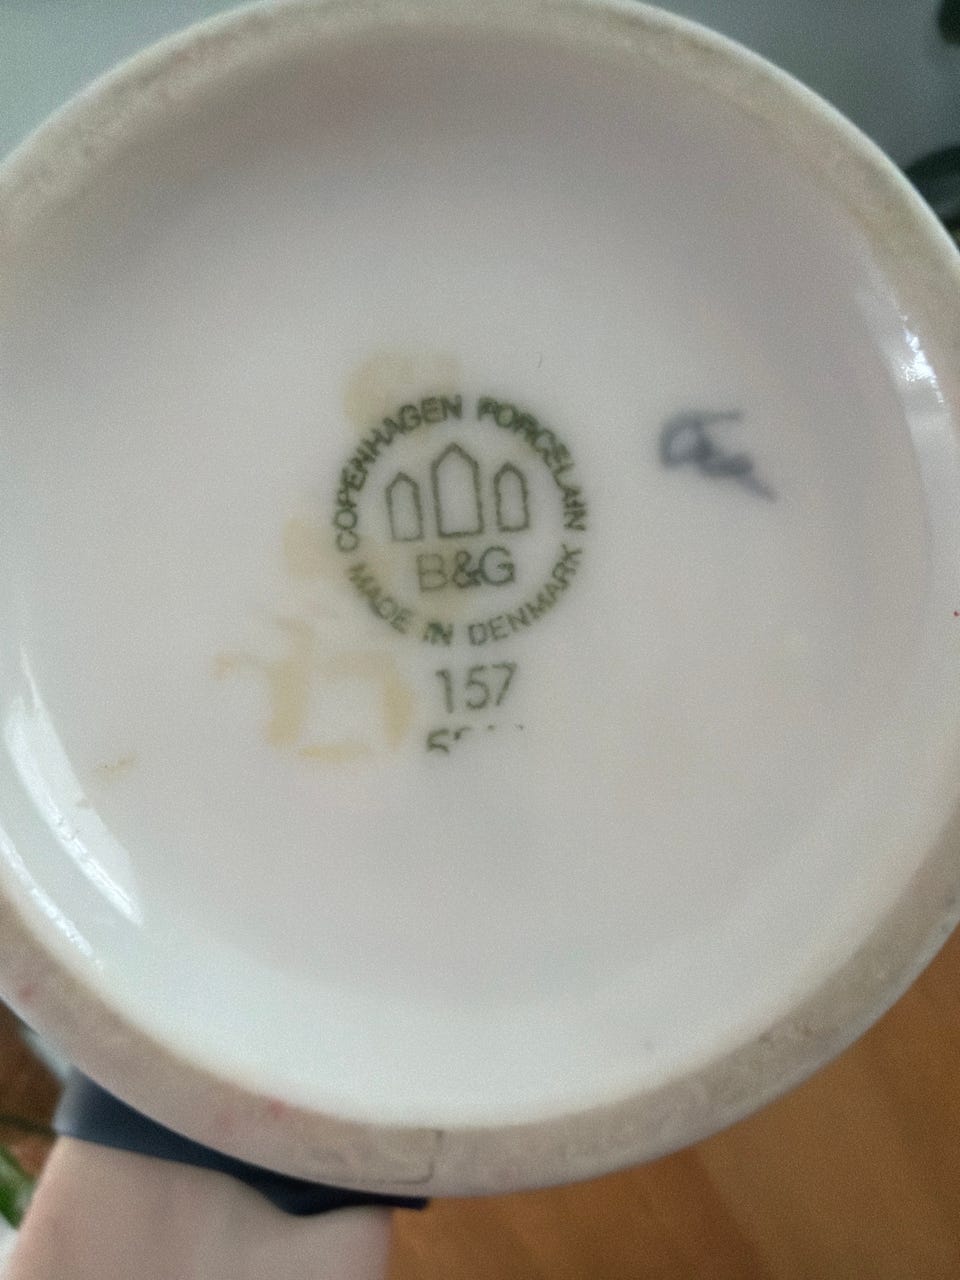 COPENHAGEN PORCELAIN
B&G
MADE IN DENMARK
157